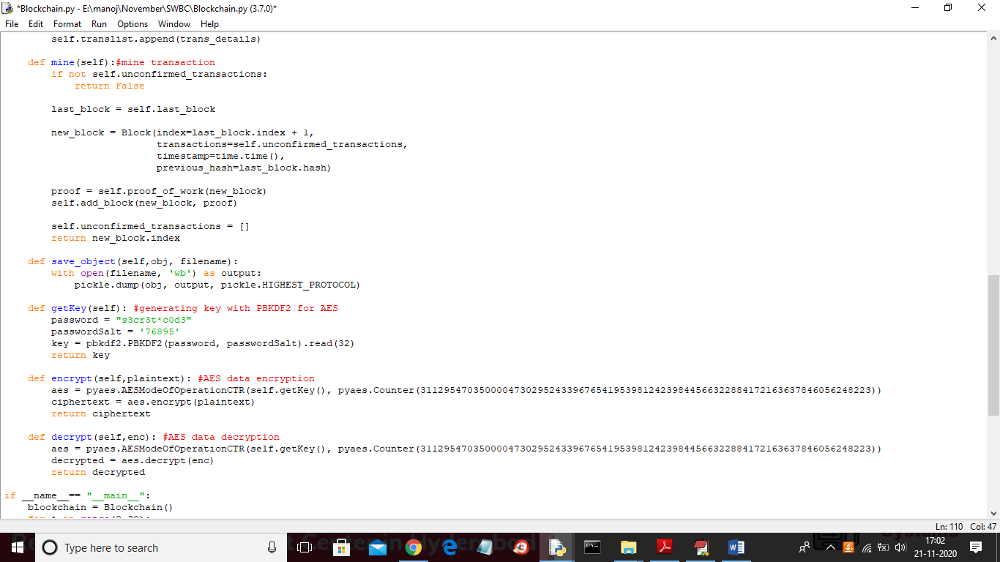 *Blockchain.py - E:\manoj\November\SWBC\Blockchain.py (3.7.0)*
File Edit Format Run Options Window Help
self.translist.append(trans_details)
def mine(self):#mine transaction
if not self.unconfirmed_transactions:
return False
last_block = self.last_block
new_block = Block(index=last_block.index + 1,
transactions=self.unconfirmed_transactions,
timestamp=time.time(),
previous_hash=last_block.hash)
proof = self.proof_of_work(new_block)
self.add_block(new_block, proof)
self.unconfirmed_transactions = []
return new_block.index
def save_object(self,obj, filename):
with open(filename, 'wb') as output:
pickle.dump(obj, output, pickle.HIGHEST_PROTOCOL)
def getKey(self): #generating key with PBKDF2 for AES
password = "s3cr3t*c0d3"
passwordSalt = '76895'
key = pbkdf2.PBKDF2(password, passwordSalt).read(32)
return key
def encrypt(self,plaintext): #AES data encryption
aes = pyaes.AESModeOfOperationCTR(self.getKey(), pyaes.Counter(31129547035000047302952433967654195398124239844566322884172163637846056248223))
ciphertext = aes.encrypt(plaintext)
return ciphertext
def decrypt(self,enc): #AES data decryption
aes = pyaes.AESModeOfOperationCTR(self.getKey(), pyaes.Counter(31129547035000047302952433967654195398124239844566322884172163637846056248223))
decrypted = aes.decrypt(enc)
return decrypted
if __name__== "__main__":
blockchain = Blockchain()
Ln: 110 Col: 47
Type here to search
17:02
21-11-2020